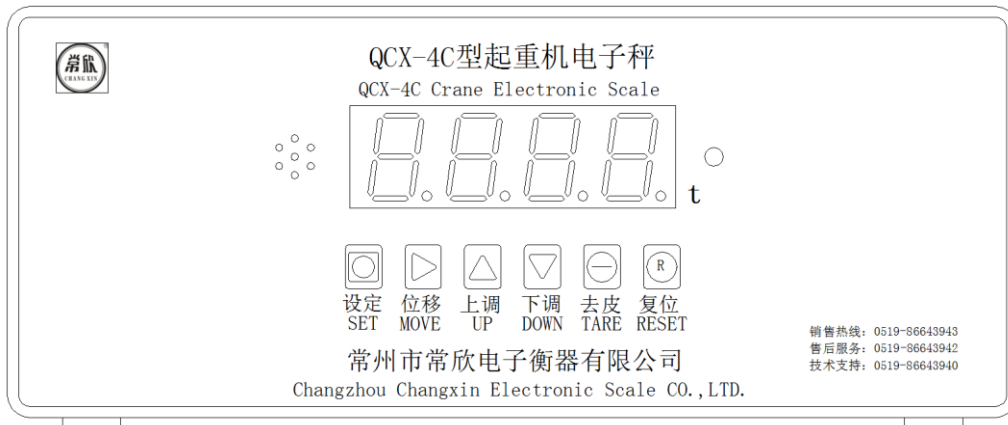 常欣
CHANG XIN
QCX-4C型起重机电子秤
QCX-4C Crane Electronic Scale
t
R
设定 位移 上调 下调 去皮 复位
SET MOVE UP DOWN TARE RESET
销售热线: 0519-86643943
售后服务: 0519-86643942
技术支持: 0519-86643940
常州市常欣电子衡器有限公司
Changzhou Changxin Electronic Scale CO.,LTD.